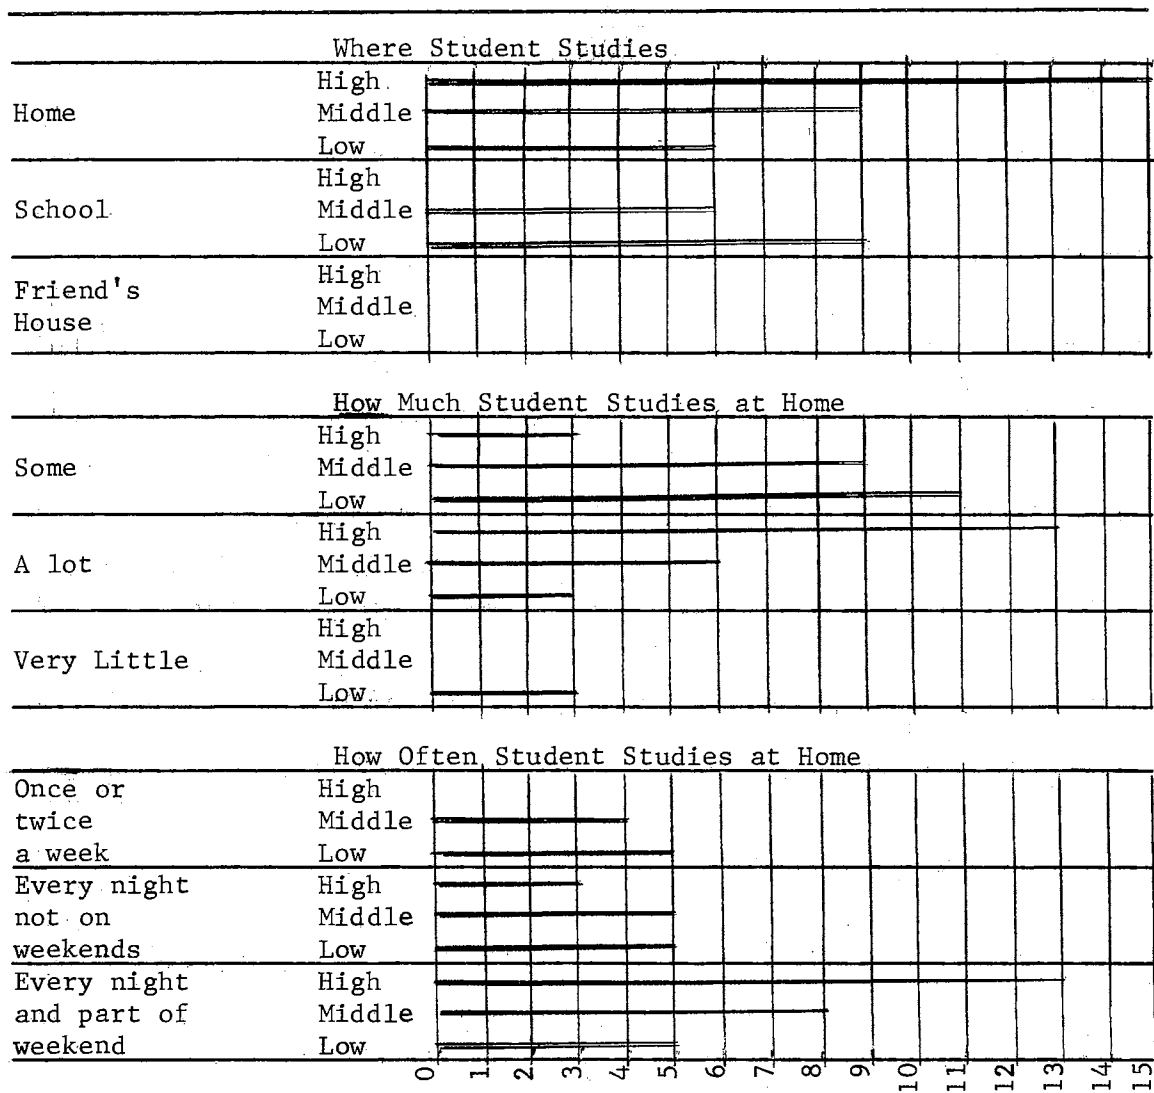 Where Student Studies
High
Home Middle
Low
High
School Middle
Low
Friend's High
House Middle
Low
How Much Student Studies at Home
High
Some Middle
Low
High
A lot Middle
Low
High
Very Little Middle
Low
How Often Student Studies at Home
Once or High
twice Middle
a week Low
Every night High
not on Middle
weekends Low
Every night High
and part of Middle
weekend Low
0 1 2 3 4 5 6 7 8 9 10 11 12 13 14 15